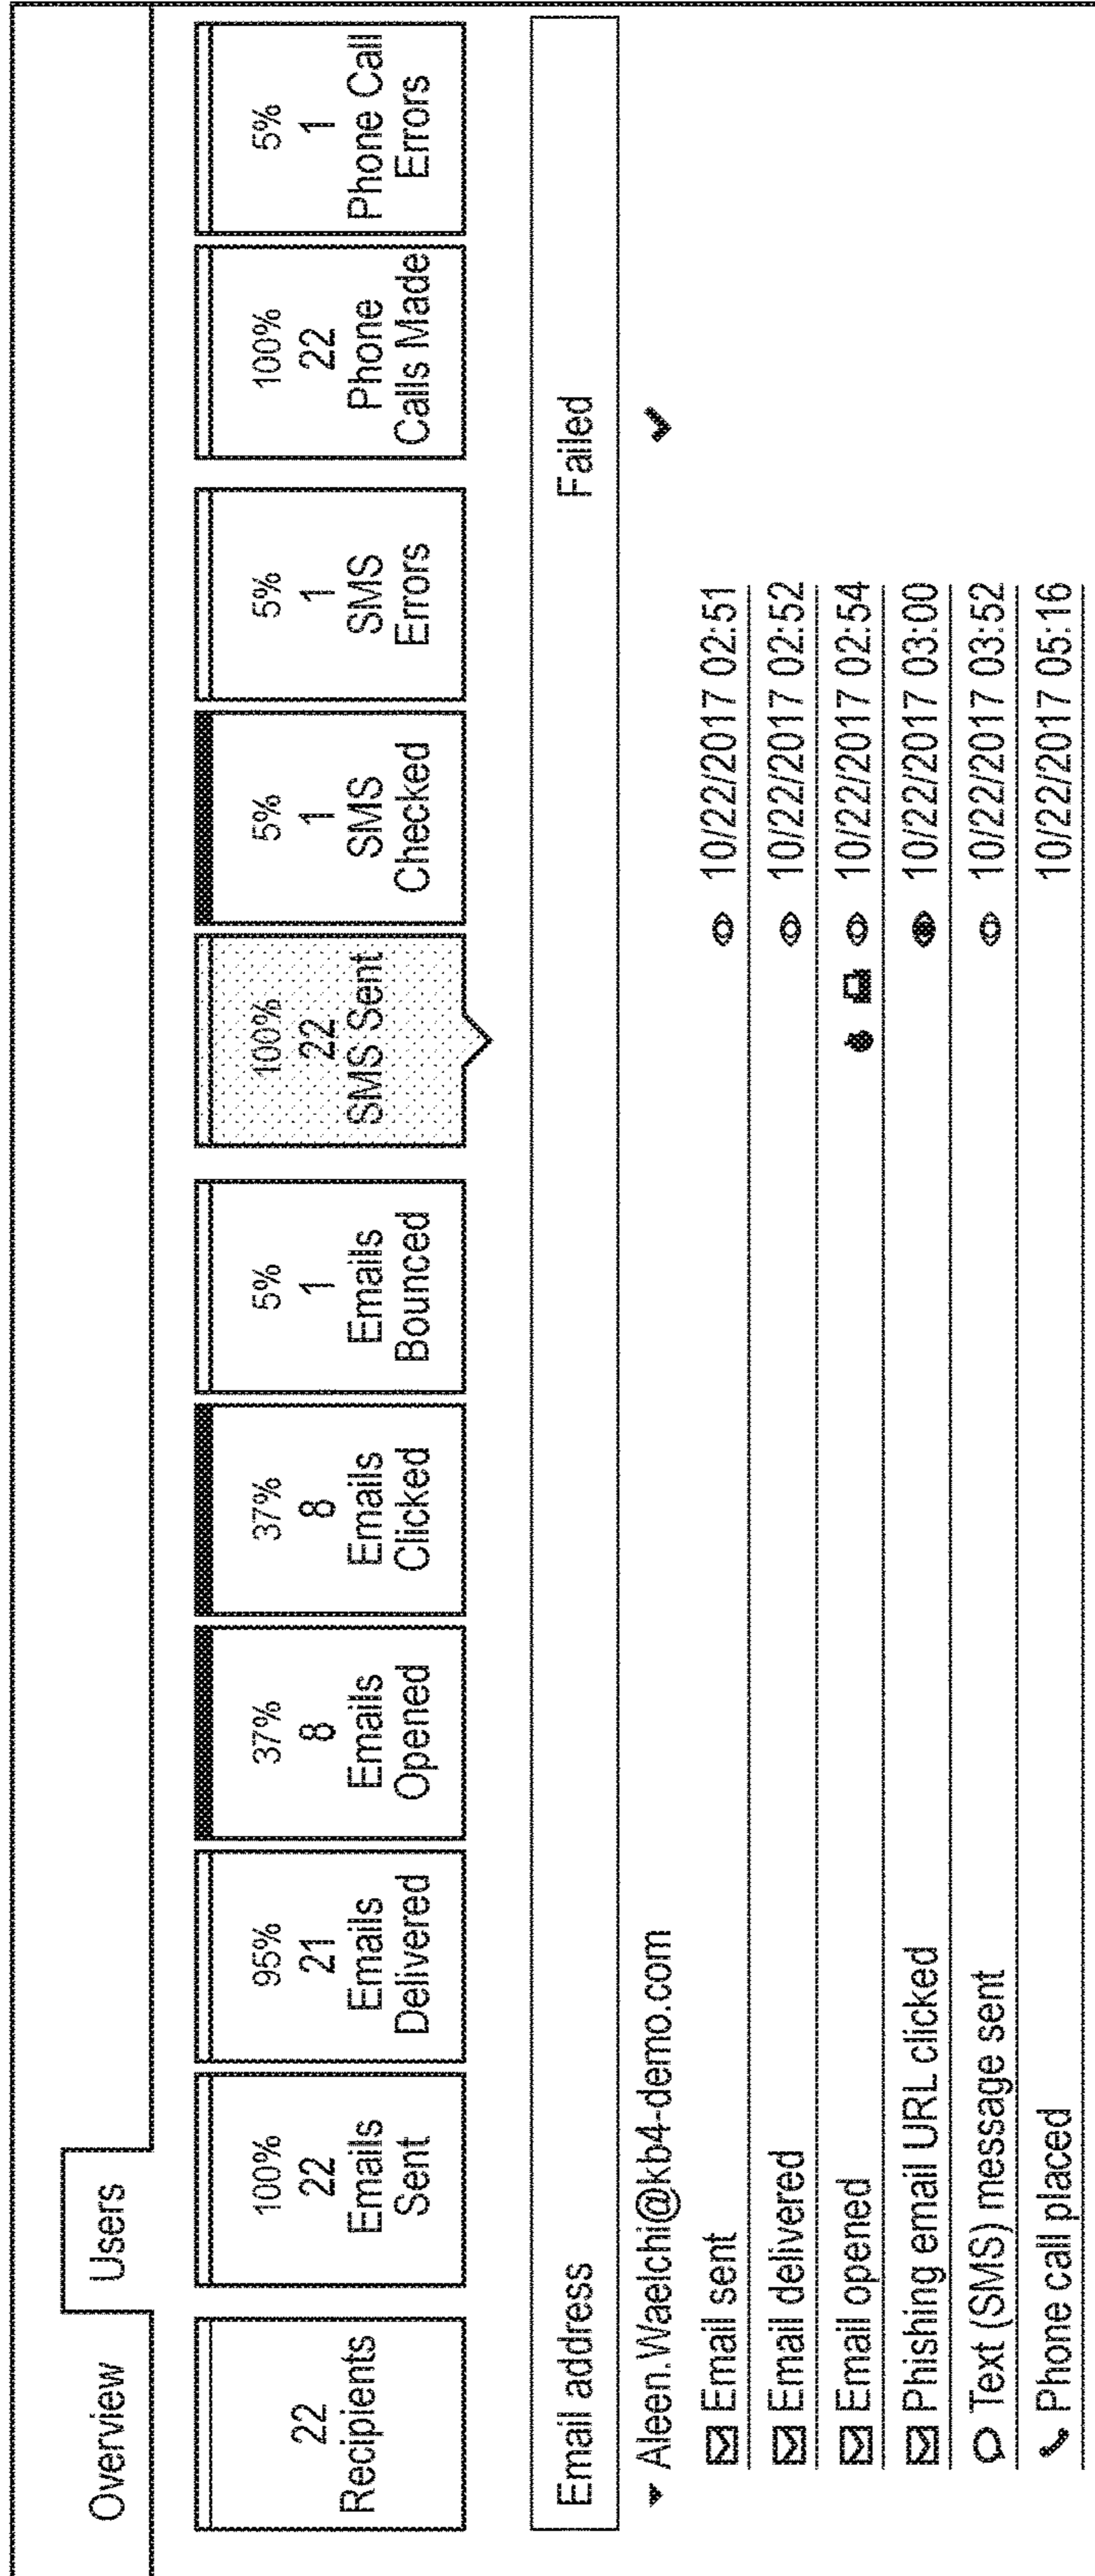 Overview
Users
22
Recipients
100%
22
Emails
Sent
95%
21
Emails
Delivered
37%
8
Emails
Opened
37%
8
Emails
Clicked
5%
1
Emails
Bounced
100%
22
SMS Sent
5%
1
SMS
Checked
5%
1
SMS
Errors
100%
22
Phone
Calls Made
5%
1
Phone Call
Errors
Email address
Failed
Aleen.Waelchi@kb4-demo.com
Email sent 10/22/2017 02:51
Email delivered 10/22/2017 02:52
Email opened 10/22/2017 02:54
Phishing email URL clicked 10/22/2017 03:00
Text (SMS) message sent 10/22/2017 03:52
Phone call placed 10/22/2017 05:16